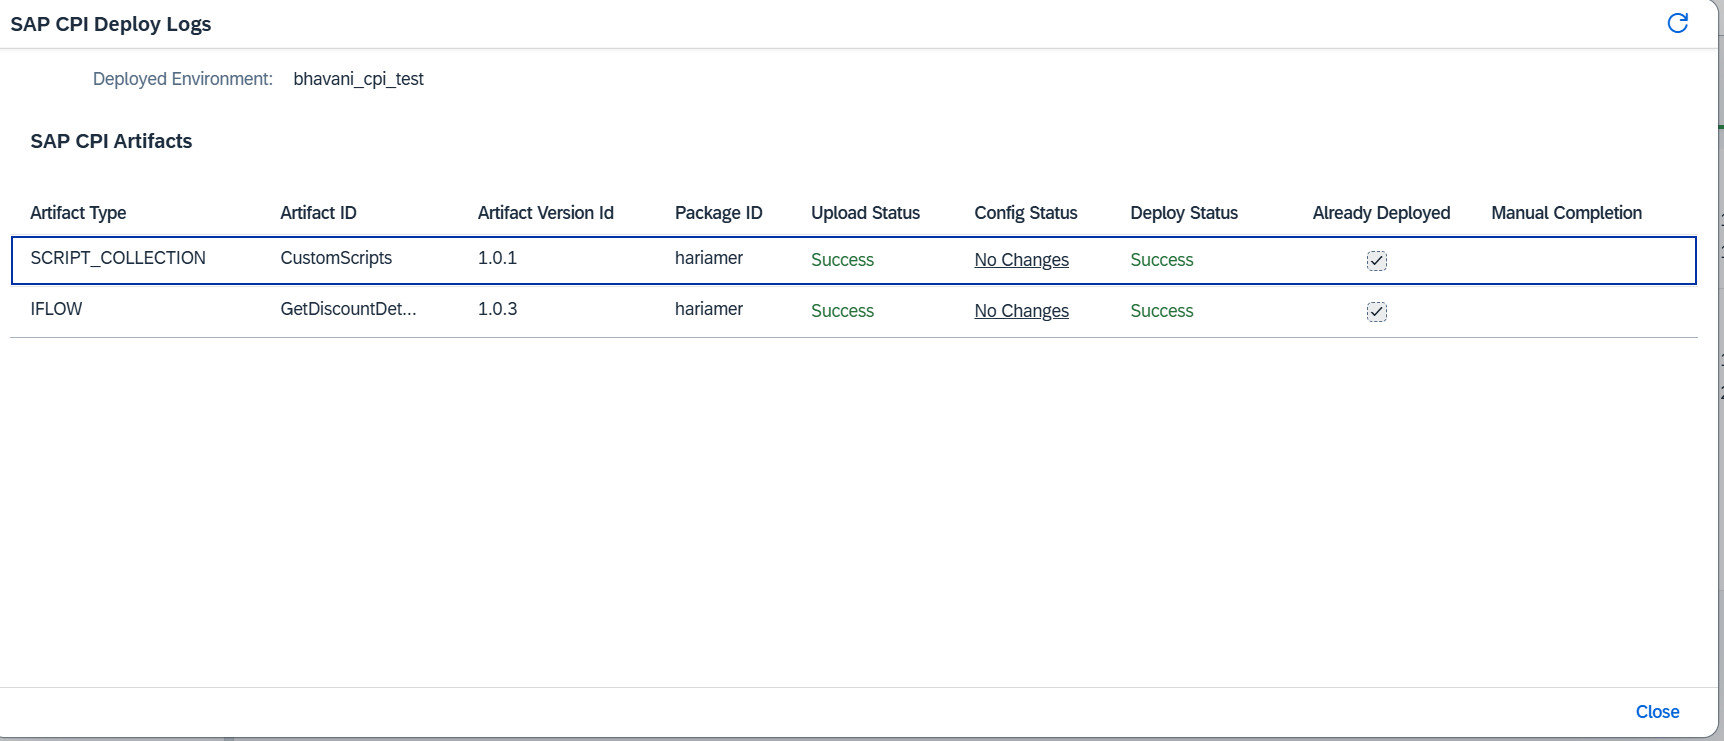 SAP CPI Deploy Logs
Deployed Environment: bhavani_cpi_test
SAP CPI Artifacts
Artifact Type Artifact ID Artifact Version Id Package ID Upload Status Config Status Deploy Status Already Deployed Manual Completion
SCRIPT_COLLECTION CustomScripts 1.0.1 hariamer Success No Changes Success
IFLOW GetDiscountDet... 1.0.3 hariamer Success No Changes Success
Close